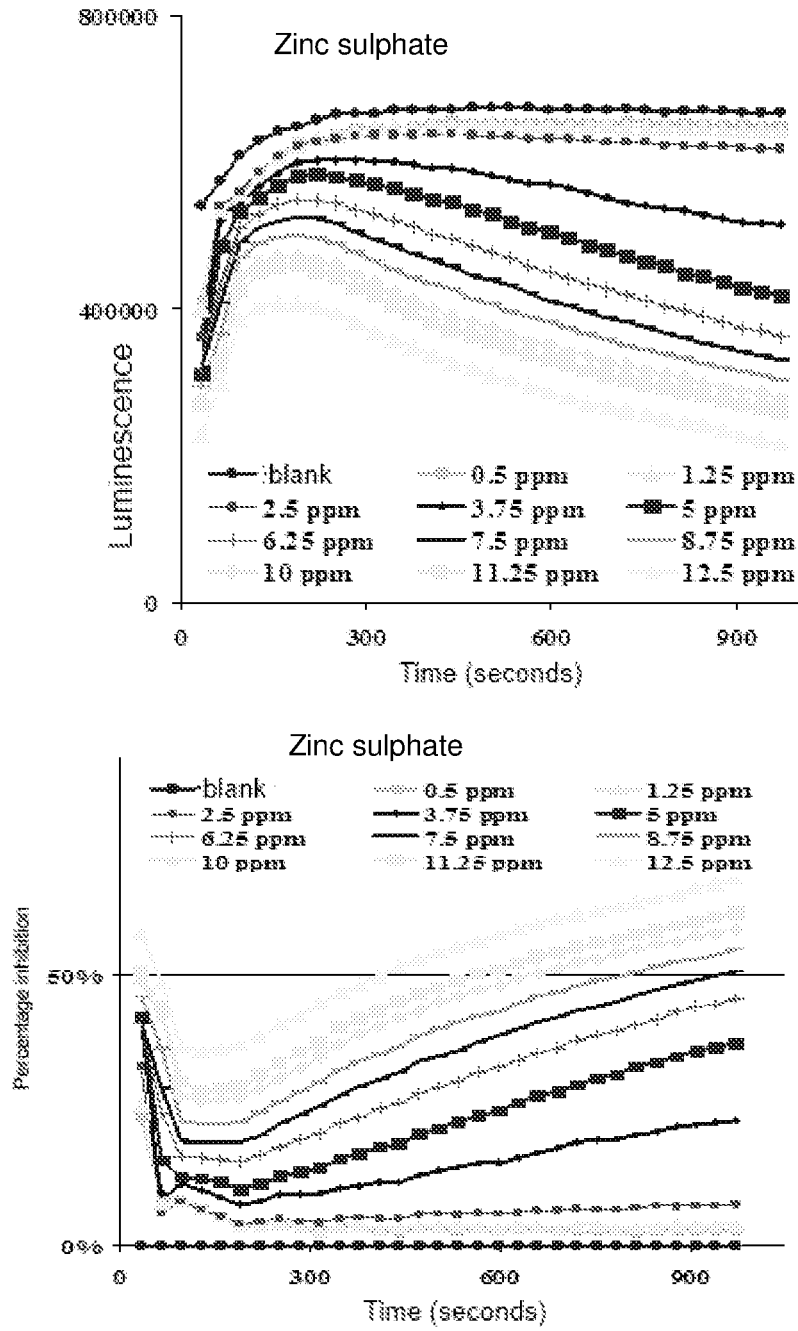 800000
Zinc sulphate
400000
Luminescence
blank 0.5 ppm 1.25 ppm
2.5 ppm 3.75 ppm 5 ppm
6.25 ppm 7.5 ppm 8.75 ppm
10 ppm 11.25 ppm 12.5 ppm
0
0 300 600 900
Time (seconds)
Zinc sulphate
blank 0.5 ppm 1.25 ppm
2.5 ppm 3.75 ppm 5 ppm
6.25 ppm 7.5 ppm 8.75 ppm
10 ppm 11.25 ppm 12.5 ppm
Percentage inhibition
50%
0%
0 300 600 900
Time (seconds)